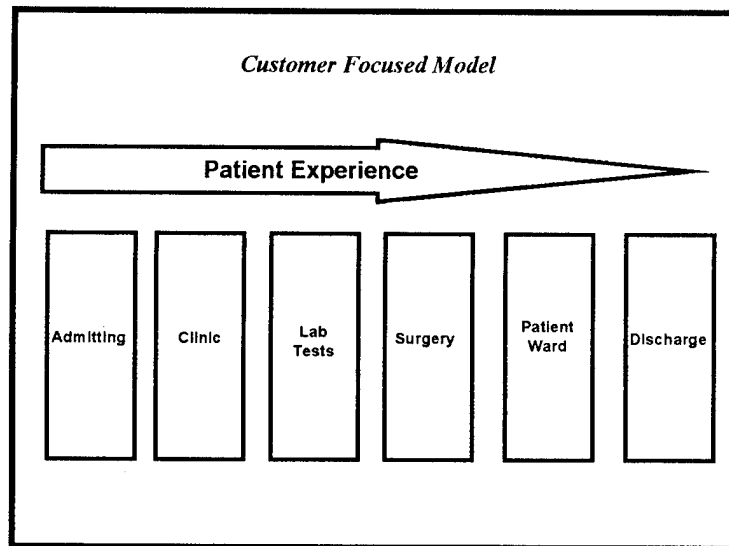 Customer Focused Model
Patient Experience
Admitting
Clinic
Lab
Tests
Surgery
Patient
Ward
Discharge